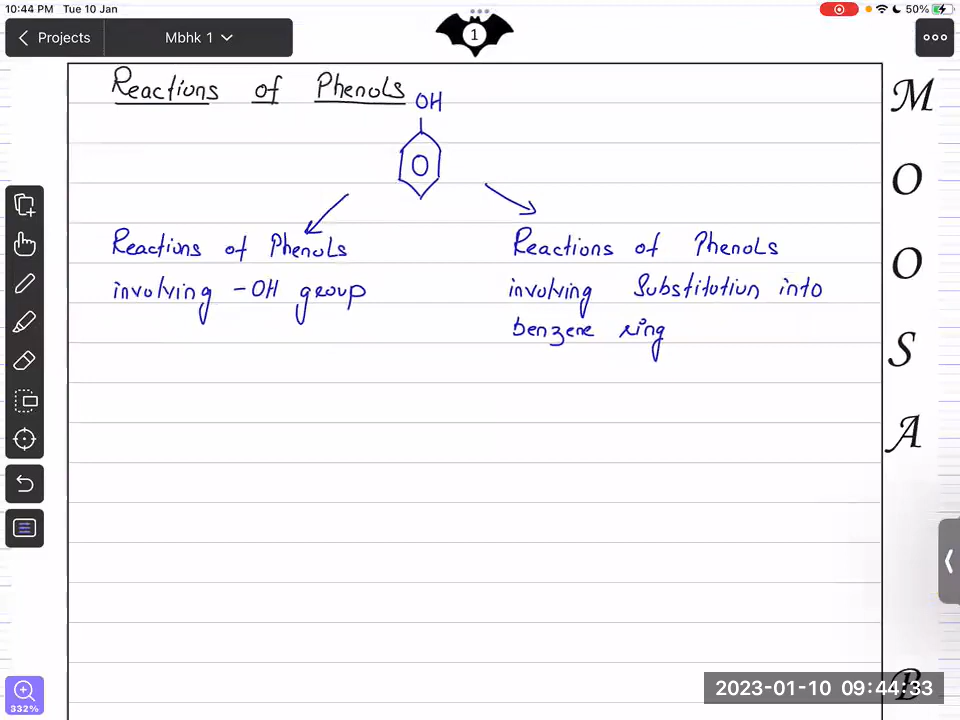 10:44 PM Tue 10 Jan
50%
Projects
Mbhk 1
1
Reactions of Phenols
OH
Reactions of Phenols
involving -OH group
Reactions of Phenols
involving Substitution into
benzene ring
M
O
O
S
A
B
332%
2023-01-10 09:44:33